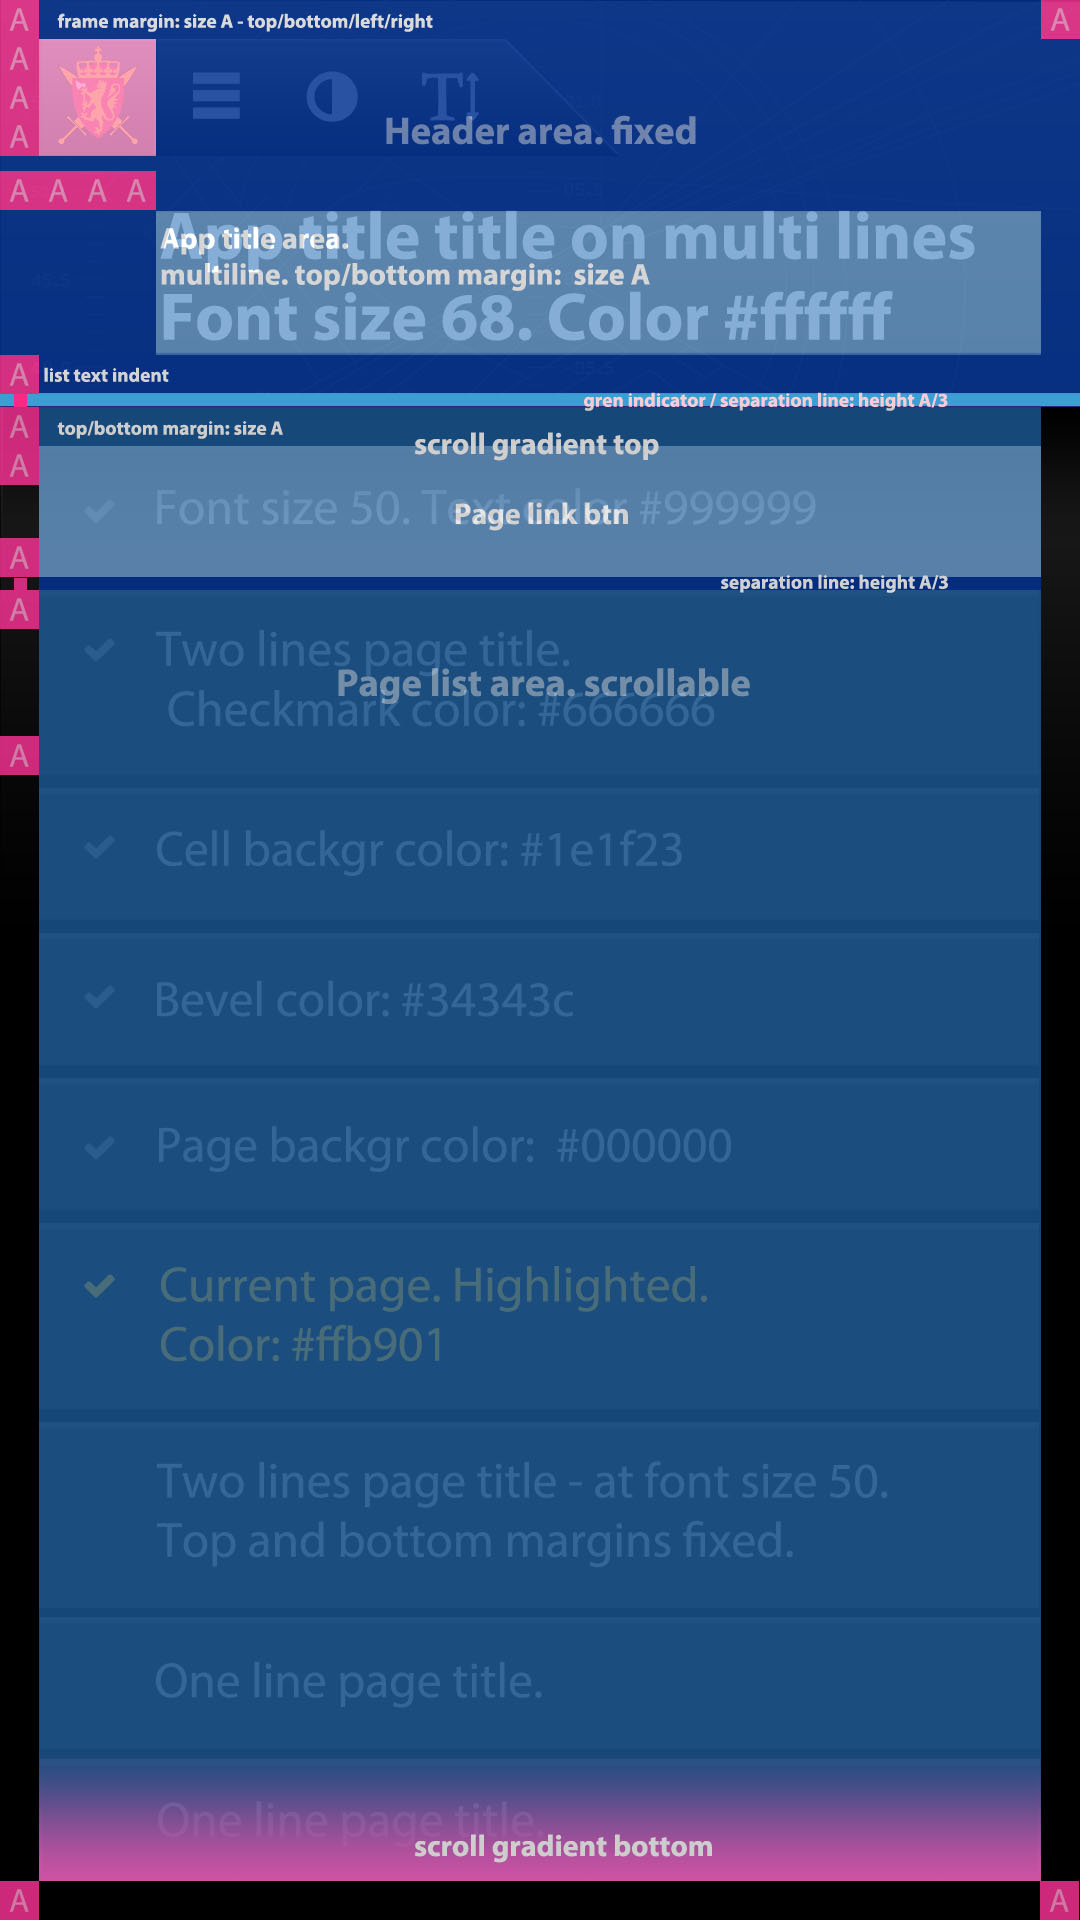 A
frame margin: size A - top/bottom/left/right
A
A
A
A
T
Header area. fixed
A A A A
App title title on multi lines
App title area.
multiline. top/bottom margin: size A
Font size 68. Color #ffffff
A
list text indent
gren indicator / separation line: height A/3
A
top/bottom margin: size A
scroll gradient top
A
Font size 50. Text color #999999
Page link btn
A
separation line: height A/3
A
Two lines page title.
Page list area. scrollable
Checkmark color: #666666
A
Cell backgr color: #1e1f23
Bevel color: #34343c
Page backgr color: #000000
Current page. Highlighted.
Color: #ffb901
Two lines page title - at font size 50.
Top and bottom margins fixed.
One line page title.
One line page title.
scroll gradient bottom
A
A